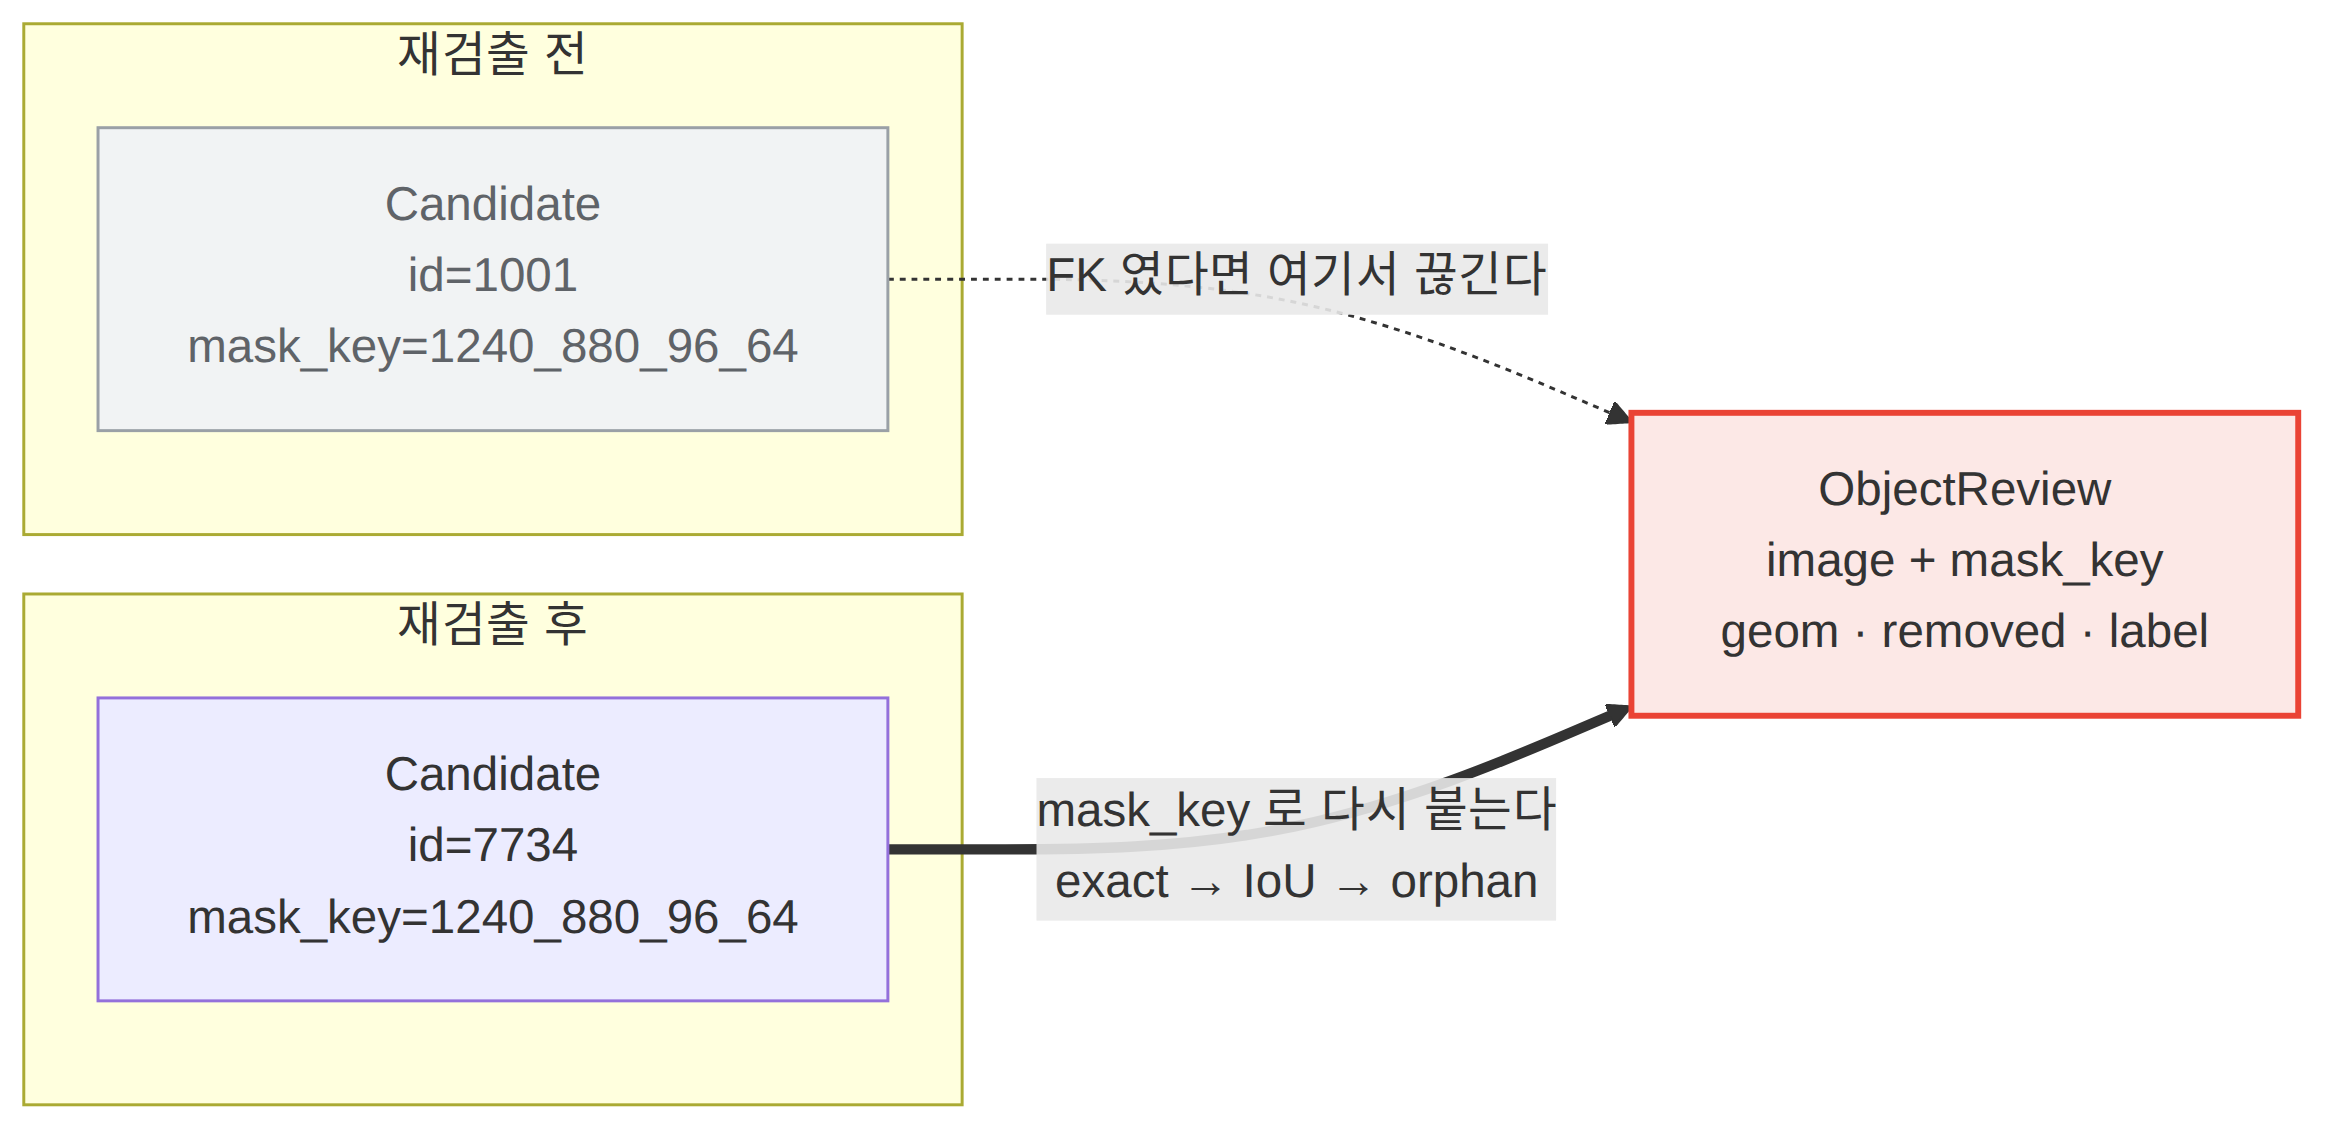 재검출 전
Candidate
id=1001
mask_key=1240_880_96_64
FK 였다면 여기서 끊긴다
ObjectReview
image + mask_key
geom · removed · label
재검출 후
Candidate
id=7734
mask_key=1240_880_96_64
mask_key 로 다시 붙는다
exact → IoU → orphan